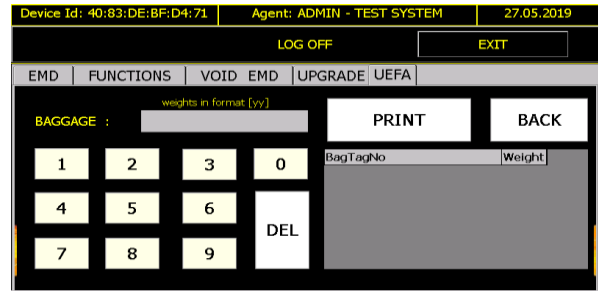 Device Id: 40:83:DE:BF:D4:71 Agent: ADMIN - TEST SYSTEM 27.05.2019
LOG OFF EXIT
EMD FUNCTIONS VOID EMD UPGRADE UEFA
weights in format [yy]
BAGGAGE : PRINT BACK
BagTagNo Weight
1 2 3 0
4 5 6
DEL
7 8 9